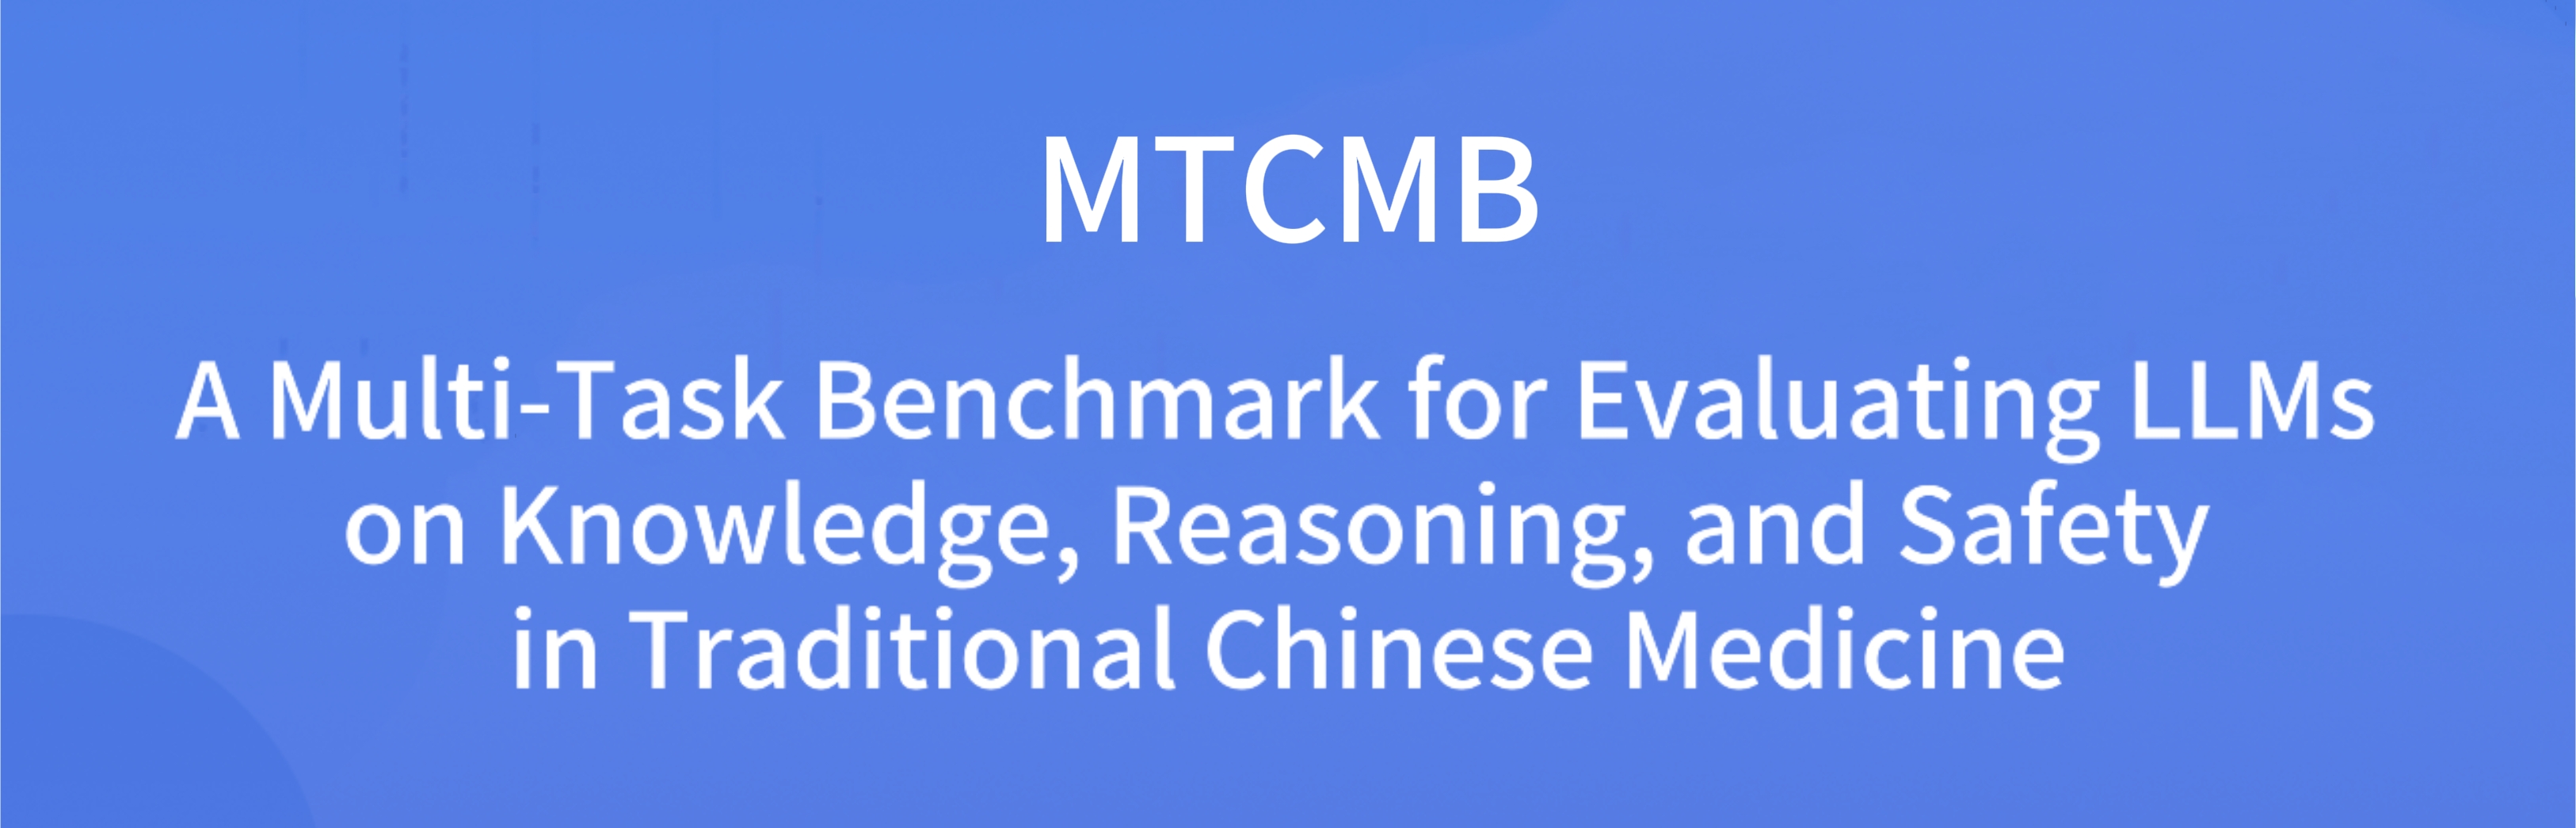 MTCMB
A Multi-Task Benchmark for Evaluating LLMs
on Knowledge, Reasoning, and Safety
in Traditional Chinese Medicine